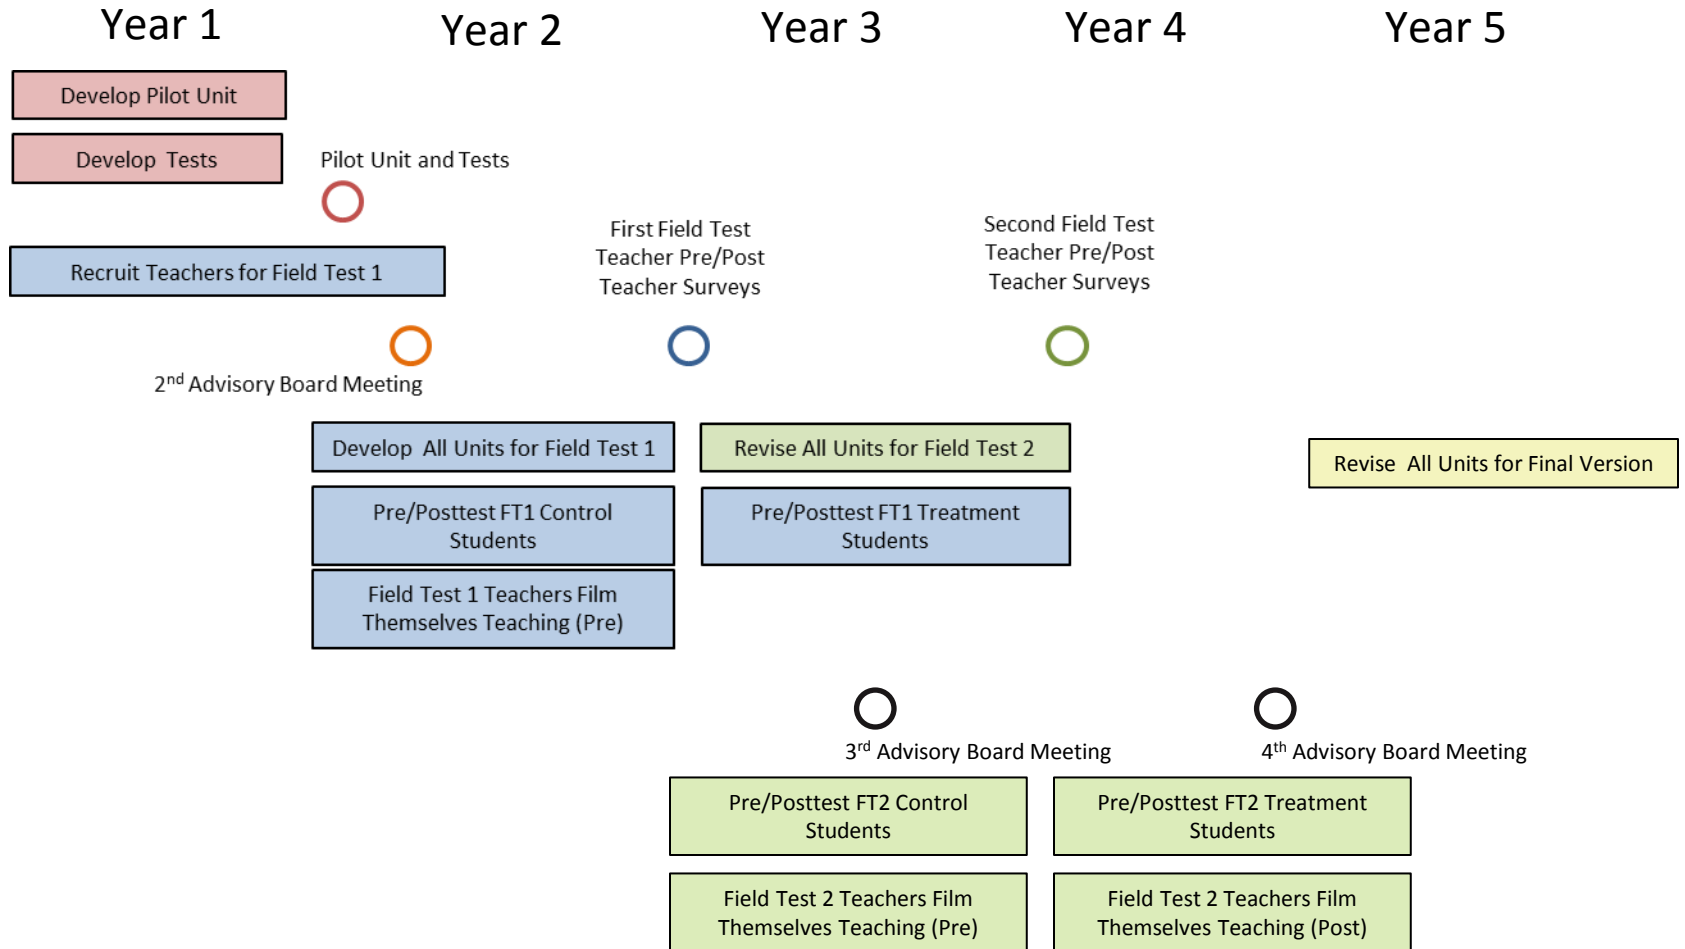 Year 1
Year 2
Year 3
Year 4
Year 5
Develop Pilot Unit
Develop Tests
Pilot Unit and Tests
Recruit Teachers for Field Test 1
First Field Test
Teacher Pre/Post
Teacher Surveys
Second Field Test
Teacher Pre/Post
Teacher Surveys
2nd Advisory Board Meeting
Develop All Units for Field Test 1
Revise All Units for Field Test 2
Revise All Units for Final Version
Pre/Posttest FT1 Control
Students
Pre/Posttest FT1 Treatment
Students
Field Test 1 Teachers Film
Themselves Teaching (Pre)
3rd Advisory Board Meeting
4th Advisory Board Meeting
Pre/Posttest FT2 Control
Students
Pre/Posttest FT2 Treatment
Students
Field Test 2 Teachers Film
Themselves Teaching (Pre)
Field Test 2 Teachers Film
Themselves Teaching (Post)